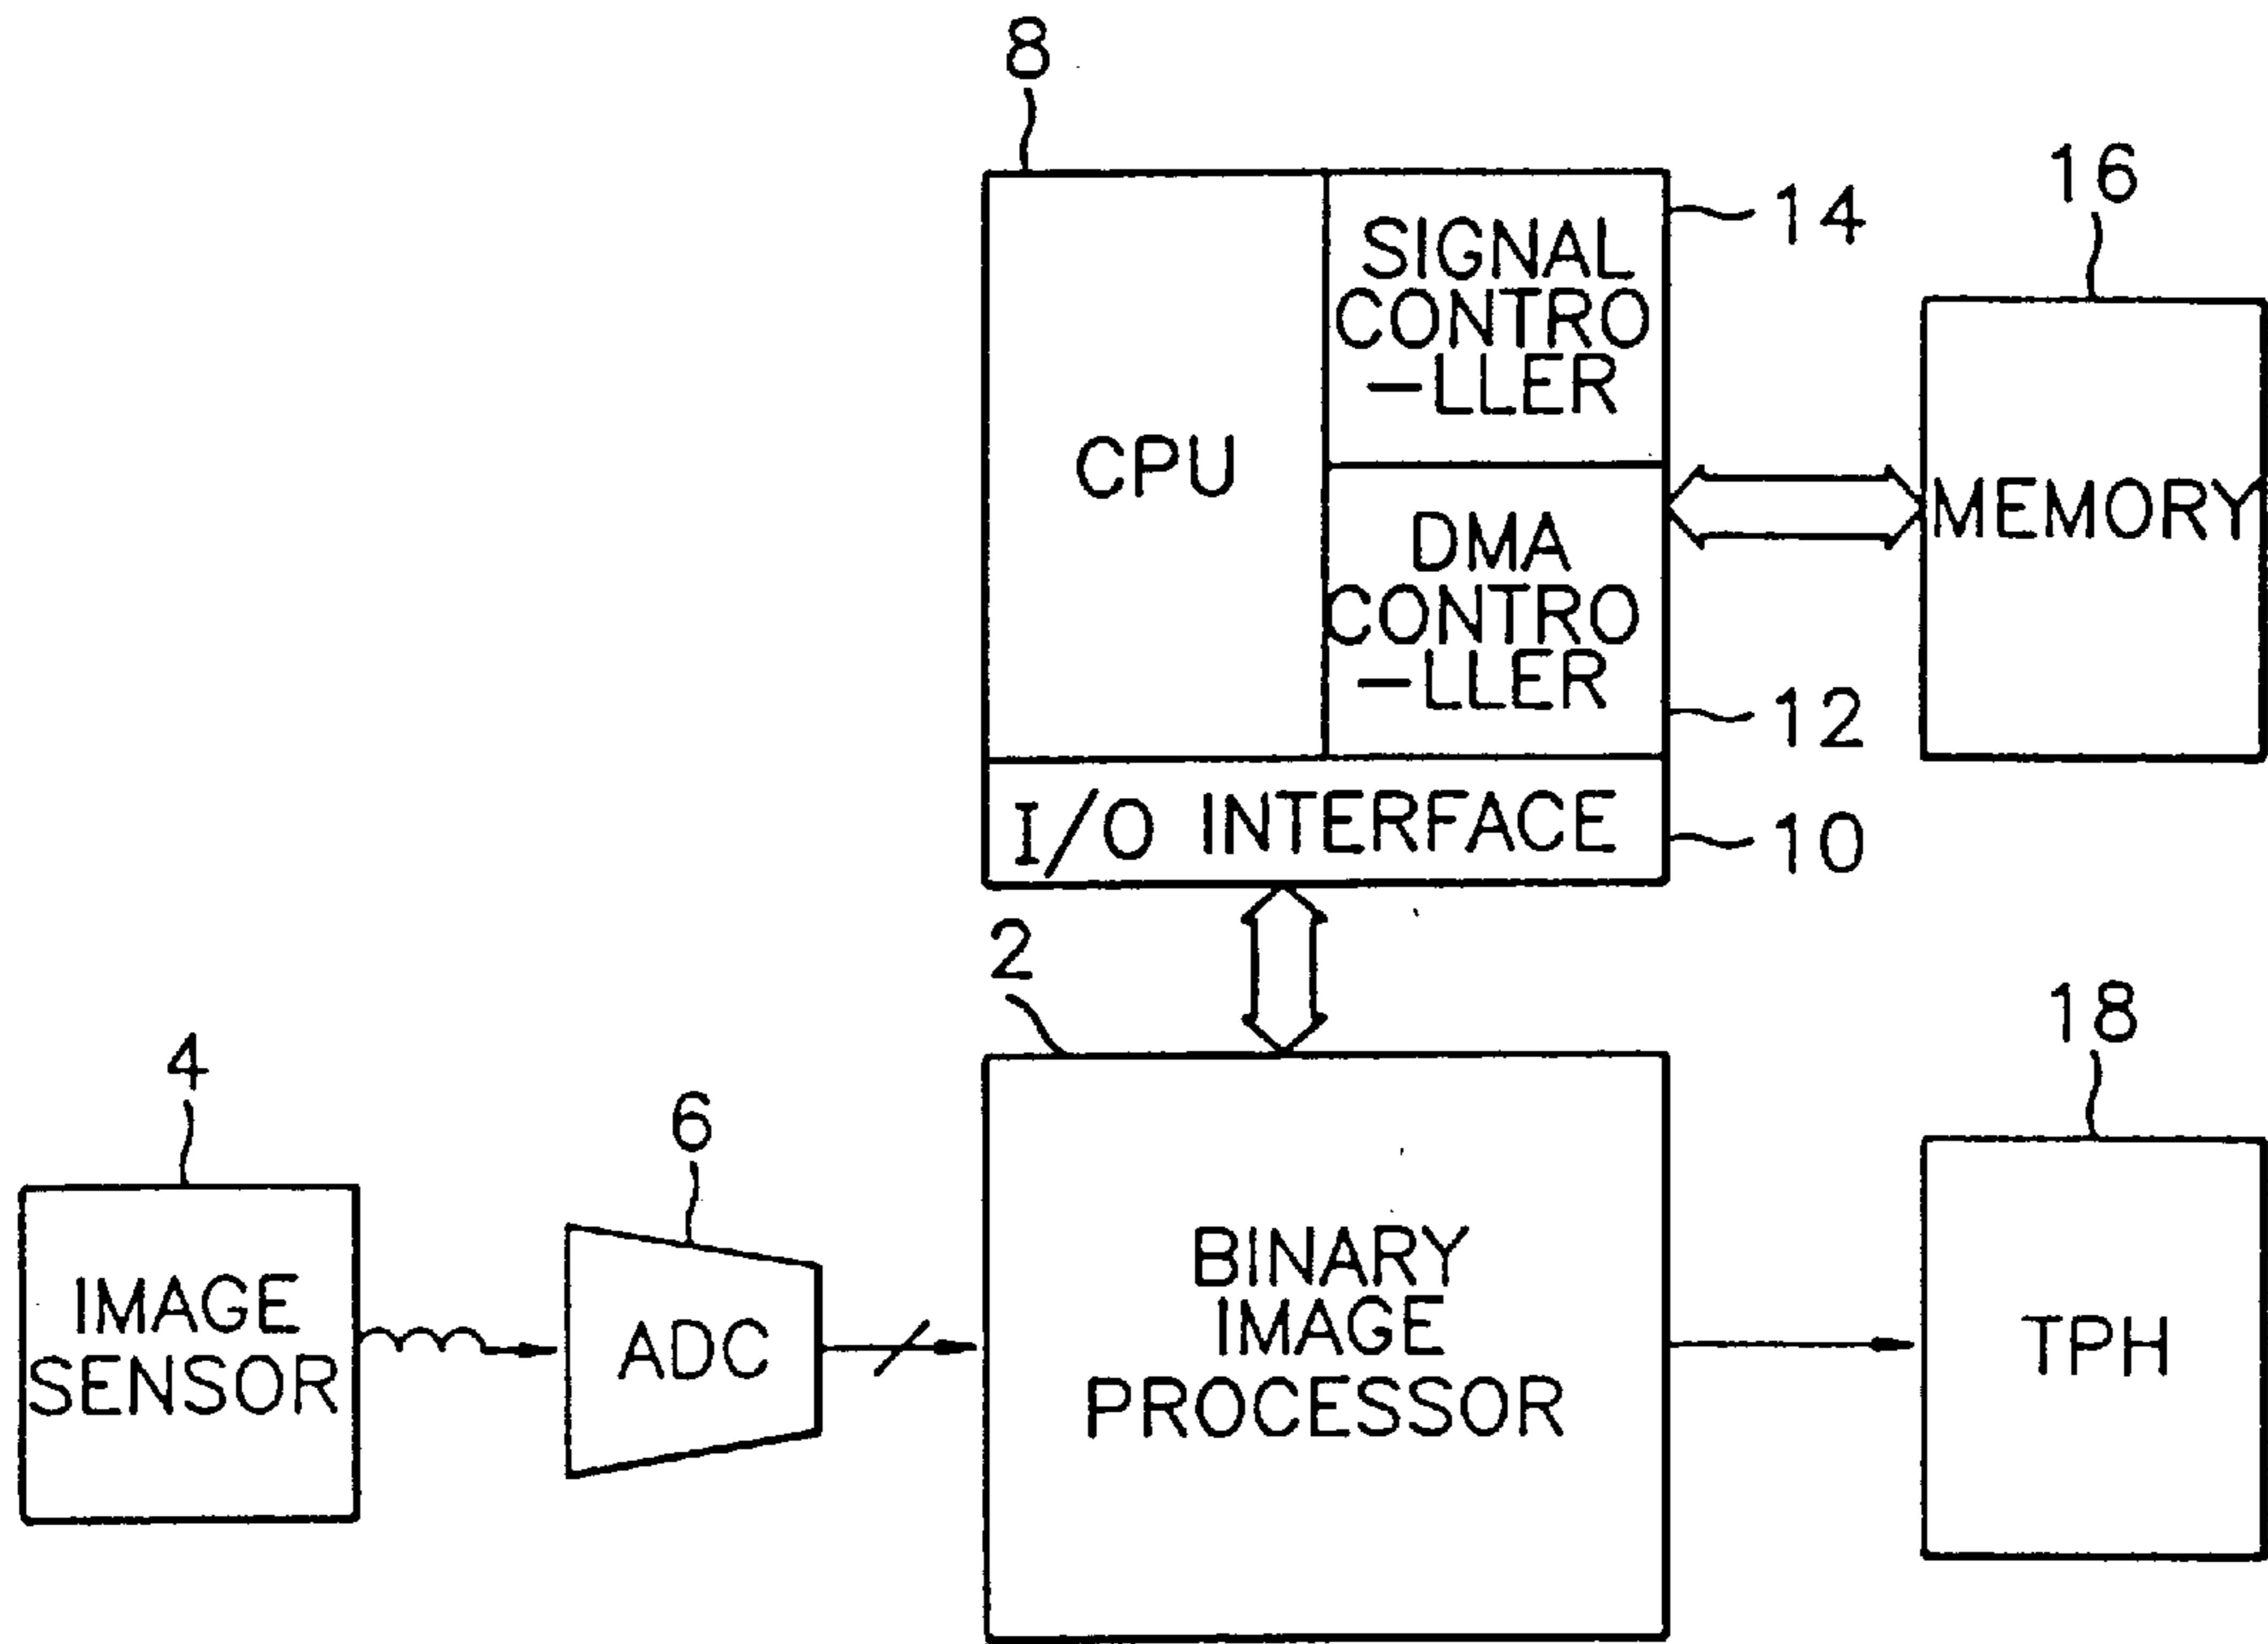 8
16
14
SIGNAL
CONTRO
-LLER
CPU
MEMORY
DMA
CONTRO
-LLER
12
I/O INTERFACE
10
2
18
4
6
IMAGE
SENSOR
ADC
BINARY
IMAGE
PROCESSOR
TPH